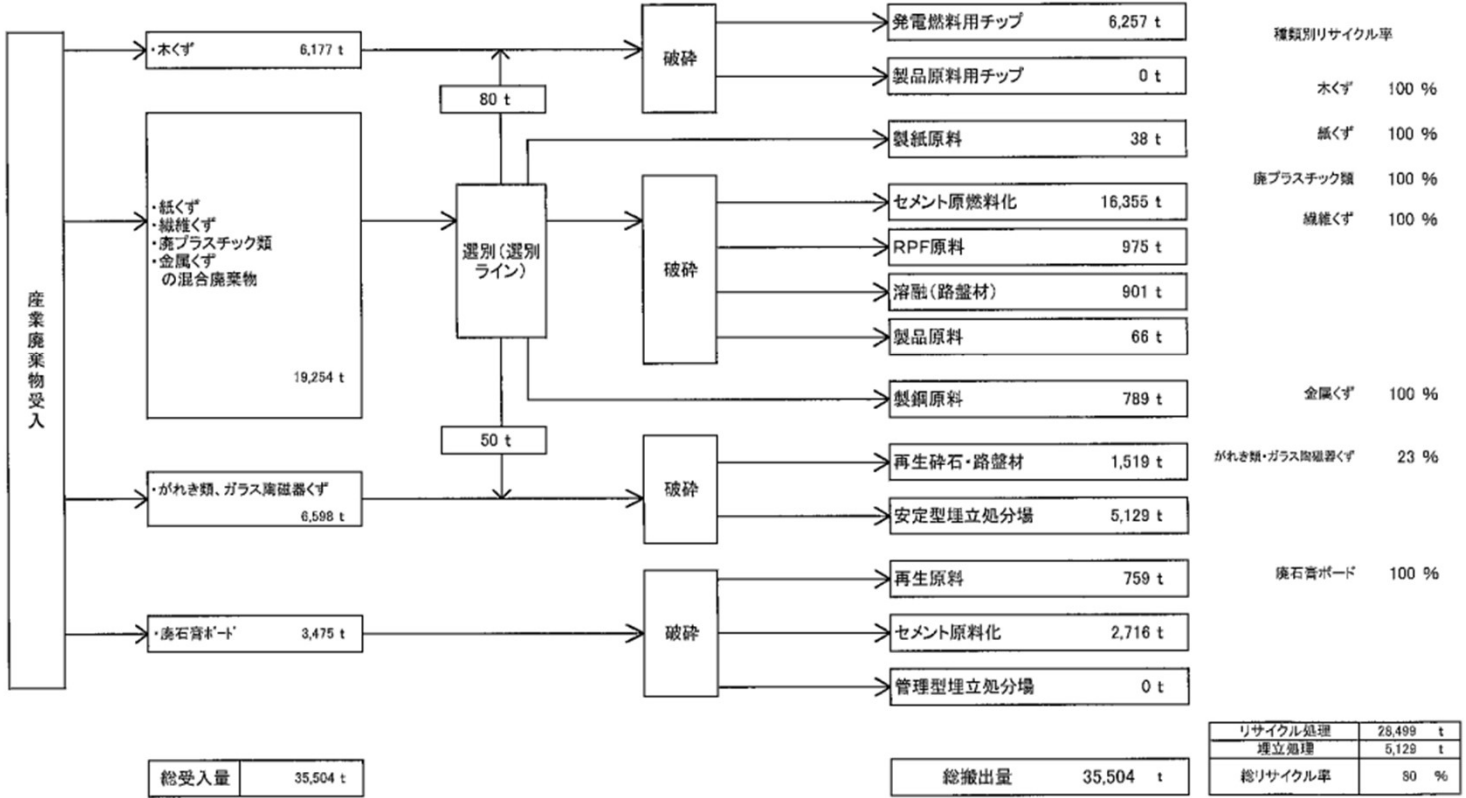 産業廃棄物受入
・木くず 6,177 t
・紙くず
・繊維くず
・廃プラスチック類
・金属くず
の混合廃棄物
19,254 t
・がれき類、ガラス陶磁器くず
6,598 t
・廃石膏ボード 3,475 t
総受入量 35,504 t
80 t
選別(選別
ライン)
50 t
破砕
破砕
破砕
破砕
発電燃料用チップ 6,257 t
製品原料用チップ 0 t
製紙原料 38 t
セメント原燃料化 16,355 t
RPF原料 975 t
溶融(路盤材) 901 t
製品原料 66 t
製鋼原料 789 t
再生砕石・路盤材 1,519 t
安定型埋立処分場 5,129 t
再生原料 759 t
セメント原料化 2,716 t
管理型埋立処分場 0 t
総搬出量 35,504 t
種類別リサイクル率
木くず 100 %
紙くず 100 %
廃プラスチック類 100 %
繊維くず 100 %
金属くず 100 %
がれき類・ガラス陶磁器くず 23 %
廃石膏ボード 100 %
リサイクル処理 28,499 t
埋立処理 5,129 t
総リサイクル率 80 %